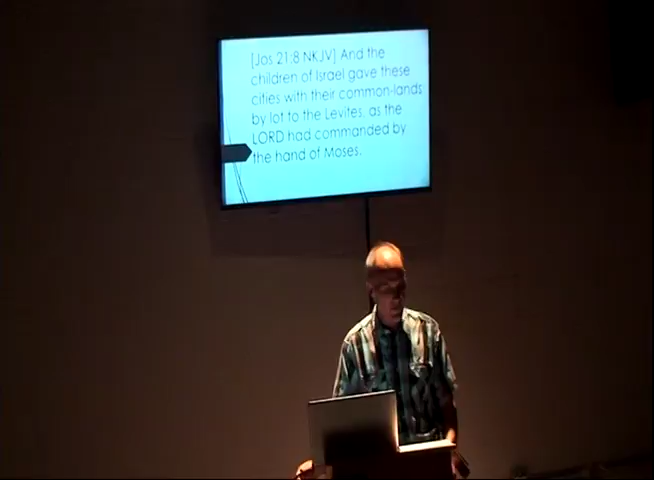 [Jos 21:8 NKJV] And the
children of Israel gave these
cities with their common-lands
by lot to the Levites, as the
LORD had commanded by
the hand of Moses.